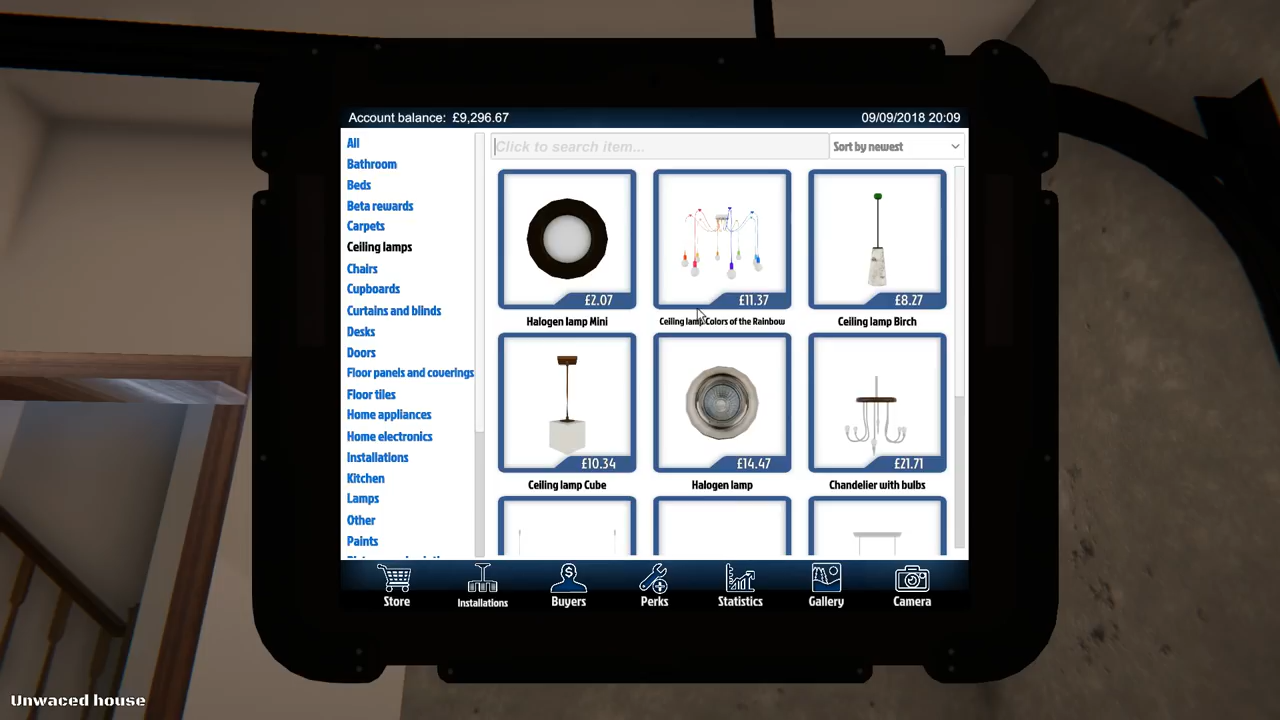 Account balance: £9,296.67
09/09/2018 20:09
All
Bathroom
Beds
Beta rewards
Carpets
Ceiling lamps
Chairs
Cupboards
Curtains and blinds
Desks
Doors
Floor panels and coverings
Floor tiles
Home appliances
Home electronics
Installations
Kitchen
Lamps
Other
Paints
Click to search item...
Sort by newest
£2.07
£11.37
£8.27
Halogen lamp Mini
Ceiling lamp Colors of the Rainbow
Ceiling lamp Birch
£10.34
£14.47
£21.71
Ceiling lamp Cube
Halogen lamp
Chandelier with bulbs
Store
Installations
Buyers
Perks
Statistics
Gallery
Camera
Unwaced house